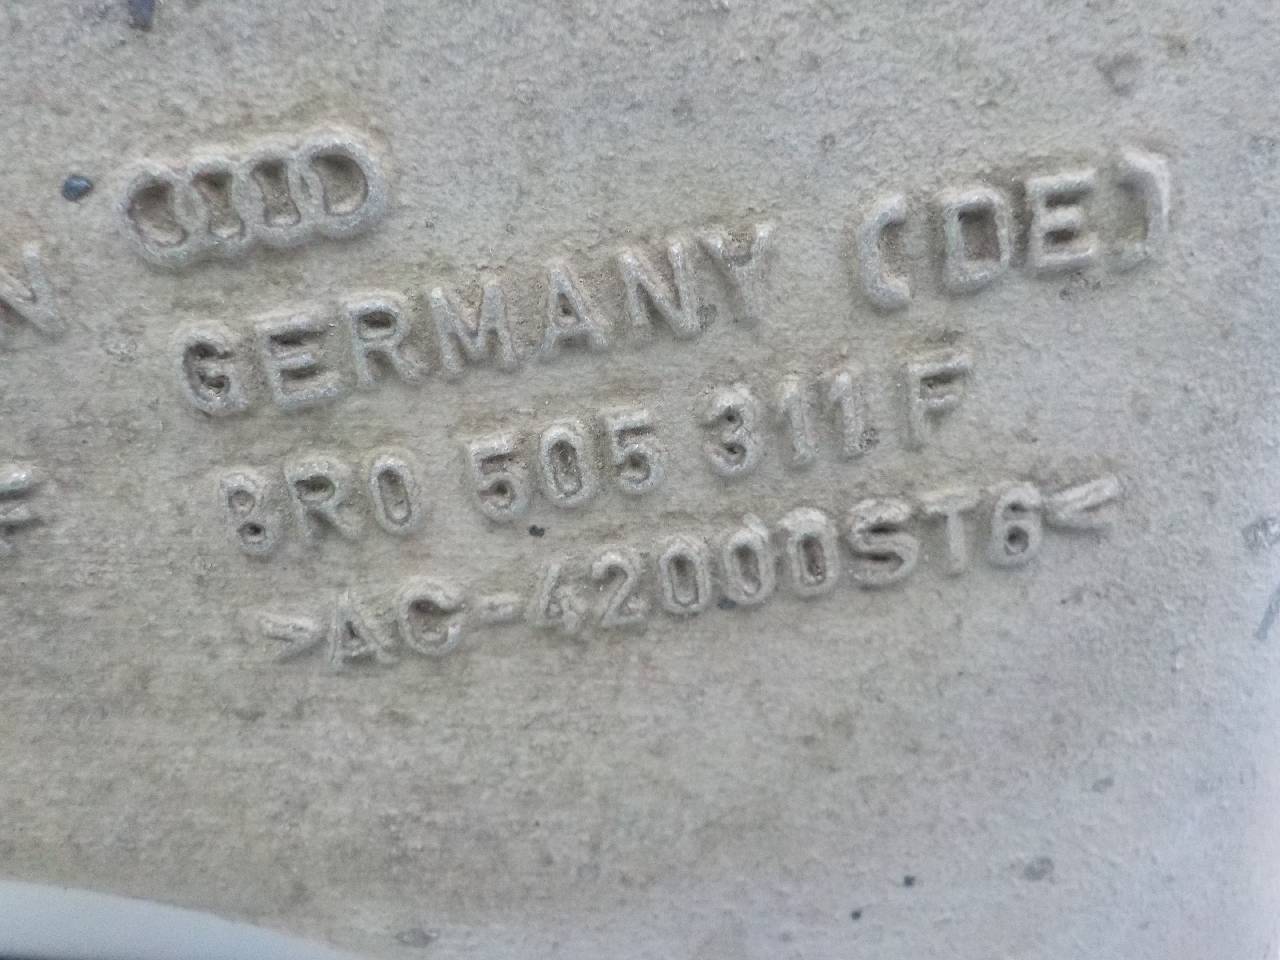 GERMANY (DE)
8R0 505 311 F
>AC-42000ST6<